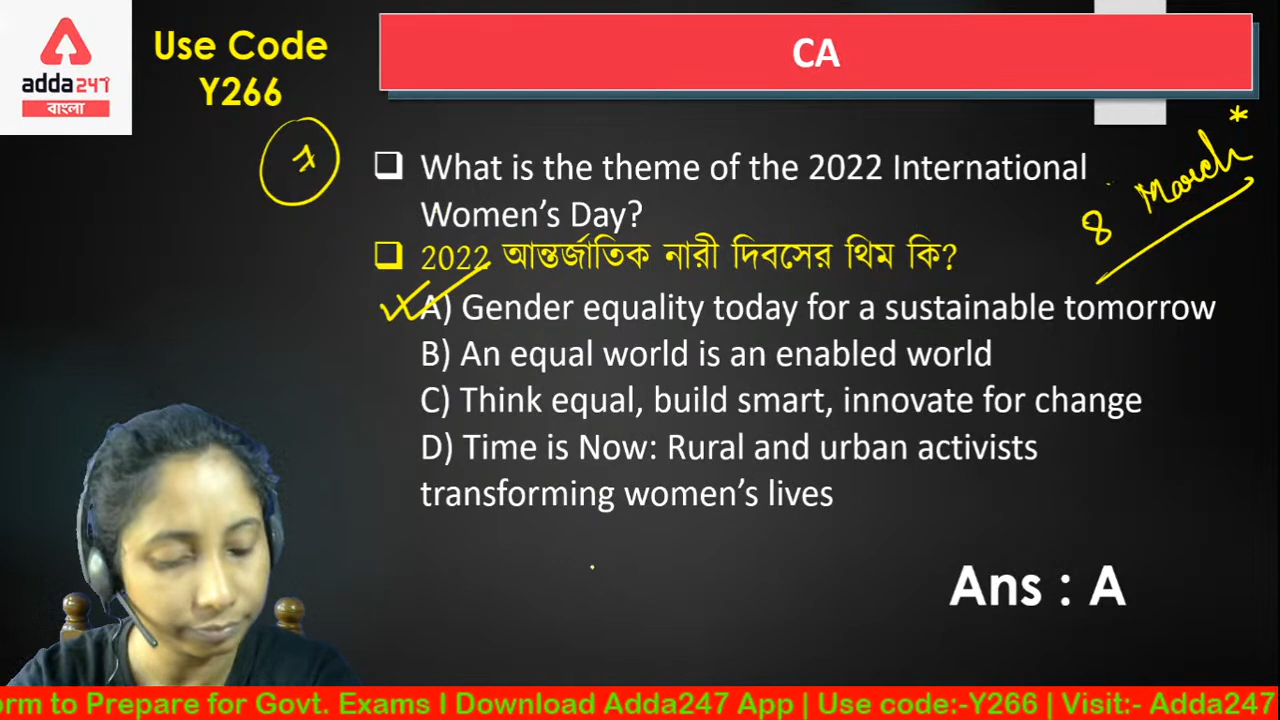 adda247
বাংলা
Use Code
Y266
CA
7
8 March *
❑ What is the theme of the 2022 International
Women's Day?
❑ 2022 আন্তর্জাতিক নারী দিবসের থিম কি?
A) Gender equality today for a sustainable tomorrow
B) An equal world is an enabled world
C) Think equal, build smart, innovate for change
D) Time is Now: Rural and urban activists
transforming women's lives
Ans : A
orm to Prepare for Govt. Exams I Download Adda247 App | Use code:-Y266 | Visit:- Adda247